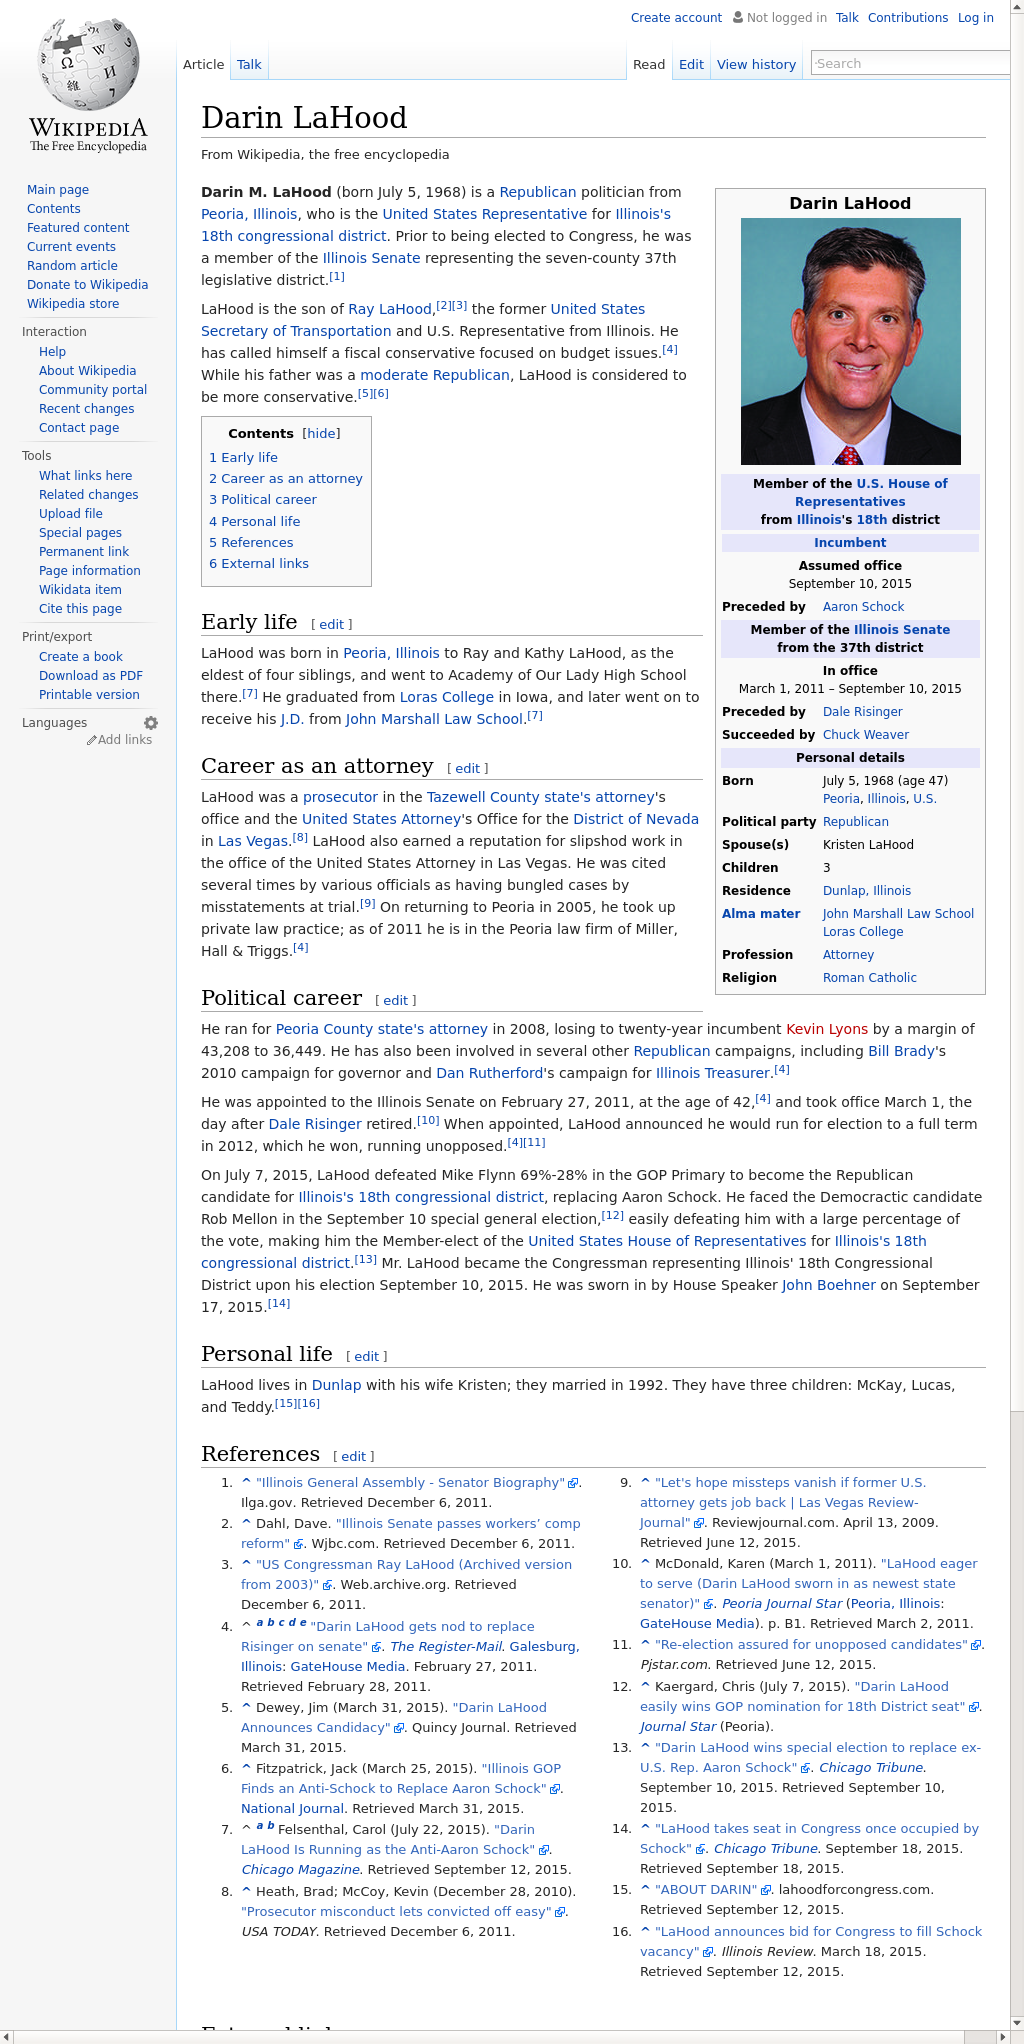 Create account Not logged in Talk Contributions Log in
Article Talk Read Edit View history Search
WIKIPEDIA
The Free Encyclopedia
Main page
Contents
Featured content
Current events
Random article
Donate to Wikipedia
Wikipedia store
Interaction
Help
About Wikipedia
Community portal
Recent changes
Contact page
Tools
What links here
Related changes
Upload file
Special pages
Permanent link
Page information
Wikidata item
Cite this page
Print/export
Create a book
Download as PDF
Printable version
Languages
Add links
Darin LaHood
From Wikipedia, the free encyclopedia
Darin M. LaHood (born July 5, 1968) is a Republican politician from
Peoria, Illinois, who is the United States Representative for Illinois's
18th congressional district. Prior to being elected to Congress, he was
a member of the Illinois Senate representing the seven-county 37th
legislative district.[1]
LaHood is the son of Ray LaHood,[2][3] the former United States
Secretary of Transportation and U.S. Representative from Illinois. He
has called himself a fiscal conservative focused on budget issues.[4]
While his father was a moderate Republican, LaHood is considered to
be more conservative.[5][6]
Contents [hide]
1 Early life
2 Career as an attorney
3 Political career
4 Personal life
5 References
6 External links
Darin LaHood
Member of the U.S. House of
Representatives
from Illinois's 18th district
Incumbent
Assumed office
September 10, 2015
Preceded by Aaron Schock
Member of the Illinois Senate
from the 37th district
In office
March 1, 2011 – September 10, 2015
Preceded by Dale Risinger
Succeeded by Chuck Weaver
Personal details
Born July 5, 1968 (age 47)
Peoria, Illinois, U.S.
Political party Republican
Spouse(s) Kristen LaHood
Children 3
Residence Dunlap, Illinois
Alma mater John Marshall Law School
Loras College
Profession Attorney
Religion Roman Catholic
Early life [ edit ]
LaHood was born in Peoria, Illinois to Ray and Kathy LaHood, as the
eldest of four siblings, and went to Academy of Our Lady High School
there.[7] He graduated from Loras College in Iowa, and later went on to
receive his J.D. from John Marshall Law School.[7]
Career as an attorney [ edit ]
LaHood was a prosecutor in the Tazewell County state's attorney's
office and the United States Attorney's Office for the District of Nevada
in Las Vegas.[8] LaHood also earned a reputation for slipshod work in
the office of the United States Attorney in Las Vegas. He was cited
several times by various officials as having bungled cases by
misstatements at trial.[9] On returning to Peoria in 2005, he took up
private law practice; as of 2011 he is in the Peoria law firm of Miller,
Hall & Triggs.[4]
Political career [ edit ]
He ran for Peoria County state's attorney in 2008, losing to twenty-year incumbent Kevin Lyons by a margin of
43,208 to 36,449. He has also been involved in several other Republican campaigns, including Bill Brady's
2010 campaign for governor and Dan Rutherford's campaign for Illinois Treasurer.[4]
He was appointed to the Illinois Senate on February 27, 2011, at the age of 42,[4] and took office March 1, the
day after Dale Risinger retired.[10] When appointed, LaHood announced he would run for election to a full term
in 2012, which he won, running unopposed.[4][11]
On July 7, 2015, LaHood defeated Mike Flynn 69%-28% in the GOP Primary to become the Republican
candidate for Illinois's 18th congressional district, replacing Aaron Schock. He faced the Democractic candidate
Rob Mellon in the September 10 special general election,[12] easily defeating him with a large percentage of
the vote, making him the Member-elect of the United States House of Representatives for Illinois's 18th
congressional district.[13] Mr. LaHood became the Congressman representing Illinois' 18th Congressional
District upon his election September 10, 2015. He was sworn in by House Speaker John Boehner on September
17, 2015.[14]
Personal life [ edit ]
LaHood lives in Dunlap with his wife Kristen; they married in 1992. They have three children: McKay, Lucas,
and Teddy.[15][16]
References [ edit ]
1. ^ "Illinois General Assembly - Senator Biography".
Ilga.gov. Retrieved December 6, 2011.
2. ^ Dahl, Dave. "Illinois Senate passes workers’ comp
reform". Wjbc.com. Retrieved December 6, 2011.
3. ^ "US Congressman Ray LaHood (Archived version
from 2003)". Web.archive.org. Retrieved
December 6, 2011.
4. ^ a b c d e "Darin LaHood gets nod to replace
Risinger on senate". The Register-Mail. Galesburg,
Illinois: GateHouse Media. February 27, 2011.
Retrieved February 28, 2011.
5. ^ Dewey, Jim (March 31, 2015). "Darin LaHood
Announces Candidacy". Quincy Journal. Retrieved
March 31, 2015.
6. ^ Fitzpatrick, Jack (March 25, 2015). "Illinois GOP
Finds an Anti-Schock to Replace Aaron Schock".
National Journal. Retrieved March 31, 2015.
7. ^ a b Felsenthal, Carol (July 22, 2015). "Darin
LaHood Is Running as the Anti-Aaron Schock".
Chicago Magazine. Retrieved September 12, 2015.
8. ^ Heath, Brad; McCoy, Kevin (December 28, 2010).
"Prosecutor misconduct lets convicted off easy".
USA TODAY. Retrieved December 6, 2011.
9. ^ "Let's hope missteps vanish if former U.S.
attorney gets job back | Las Vegas Review-
Journal". Reviewjournal.com. April 13, 2009.
Retrieved June 12, 2015.
10. ^ McDonald, Karen (March 1, 2011). "LaHood eager
to serve (Darin LaHood sworn in as newest state
senator)". Peoria Journal Star (Peoria, Illinois:
GateHouse Media). p. B1. Retrieved March 2, 2011.
11. ^ "Re-election assured for unopposed candidates".
Pjstar.com. Retrieved June 12, 2015.
12. ^ Kaergard, Chris (July 7, 2015). "Darin LaHood
easily wins GOP nomination for 18th District seat".
Journal Star (Peoria).
13. ^ "Darin LaHood wins special election to replace ex-
U.S. Rep. Aaron Schock". Chicago Tribune.
September 10, 2015. Retrieved September 10,
2015.
14. ^ "LaHood takes seat in Congress once occupied by
Schock". Chicago Tribune. September 18, 2015.
Retrieved September 18, 2015.
15. ^ "ABOUT DARIN". lahoodforcongress.com.
Retrieved September 12, 2015.
16. ^ "LaHood announces bid for Congress to fill Schock
vacancy". Illinois Review. March 18, 2015.
Retrieved September 12, 2015.